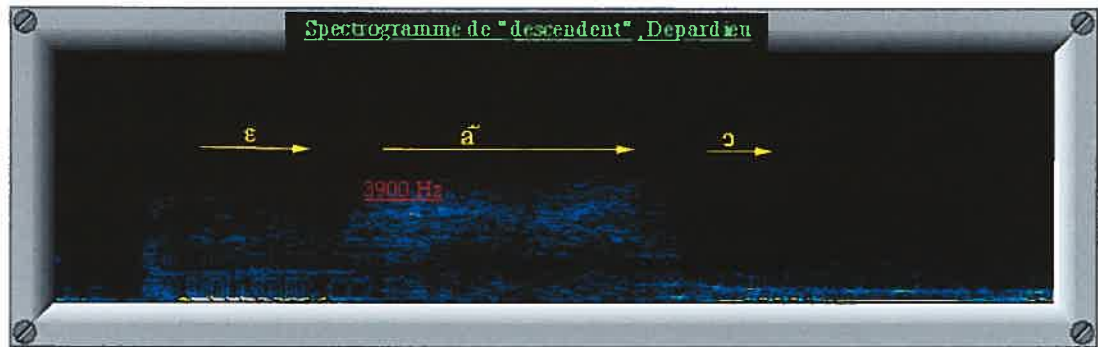 Spectrogramme de "descendent", Depardieu
ε ã ɔ
3900 Hz